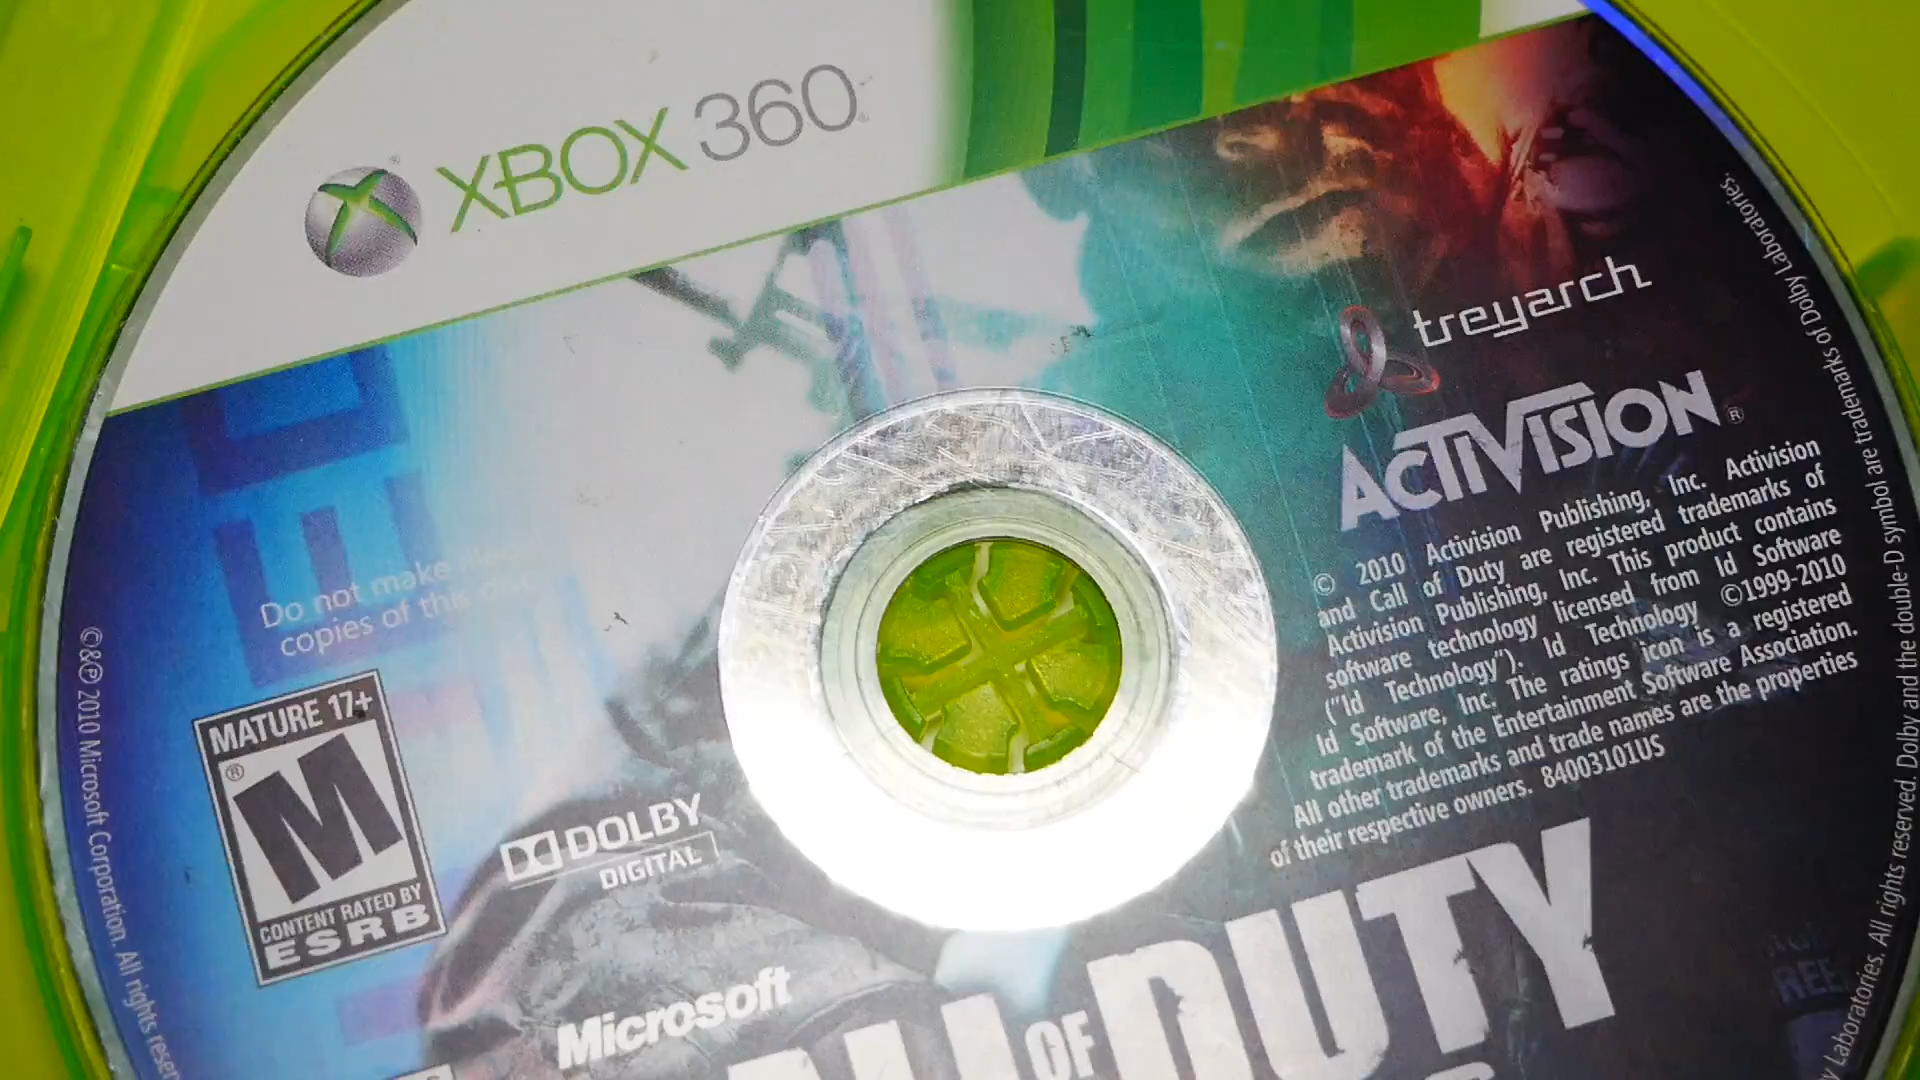 XBOX 360
treyarch
ACTIVISION®
© 2010 Activision Publishing, Inc. Activision
and Call of Duty are registered trademarks of
Activision Publishing, Inc. This product contains
software technology licensed from Id Software
("Id Technology"). Id Technology ©1999-2010
Id Software, Inc. The ratings icon is a registered
trademark of the Entertainment Software Association.
All other trademarks and trade names are the properties
of their respective owners. 84003101US
Do not make
copies of this
MATURE 17+
M
®
CONTENT RATED BY
ESRB
DOLBY
DIGITAL
Microsoft
CALL OF DUTY
©&℗ 2010 Microsoft Corporation. All rights
Laboratories. All rights reserved. Dolby and the double-D symbol are trademarks of Dolby Laboratories.